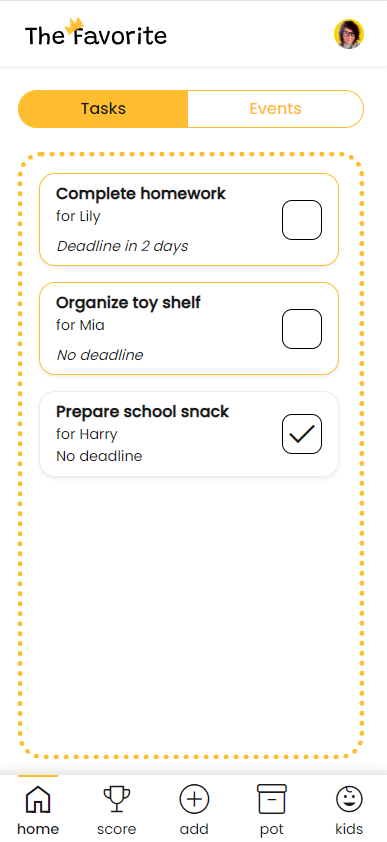 The Favorite
Tasks
Events
Complete homework
for Lily
Deadline in 2 days
Organize toy shelf
for Mia
No deadline
Prepare school snack
for Harry
No deadline
home
score
add
pot
kids